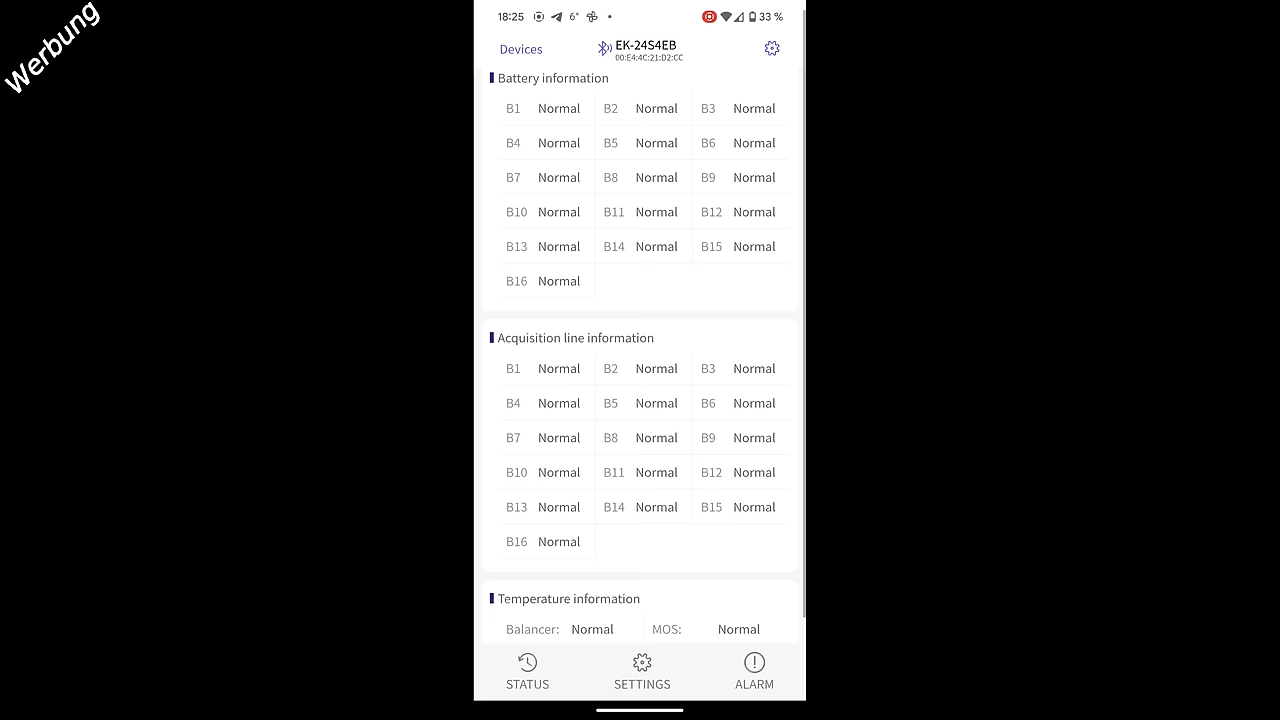 Werbung
18:25 6° 33 %
Devices EK-24S4EB
00:E4:4C:21:D2:CC
Battery information
B1 Normal B2 Normal B3 Normal
B4 Normal B5 Normal B6 Normal
B7 Normal B8 Normal B9 Normal
B10 Normal B11 Normal B12 Normal
B13 Normal B14 Normal B15 Normal
B16 Normal
Acquisition line information
B1 Normal B2 Normal B3 Normal
B4 Normal B5 Normal B6 Normal
B7 Normal B8 Normal B9 Normal
B10 Normal B11 Normal B12 Normal
B13 Normal B14 Normal B15 Normal
B16 Normal
Temperature information
Balancer: Normal MOS: Normal
STATUS SETTINGS ALARM